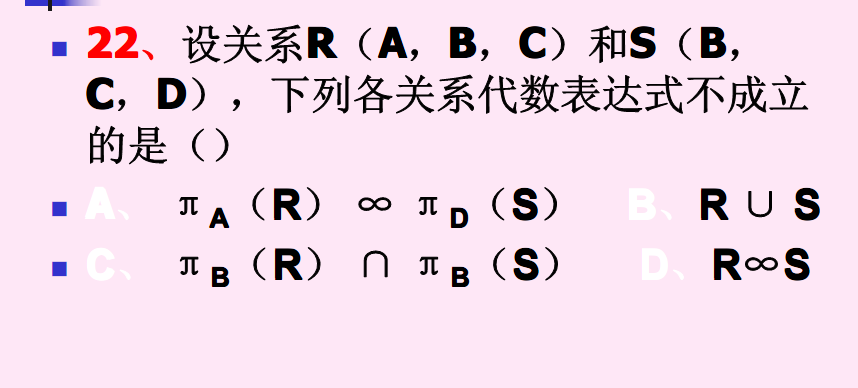 22、设关系R（A，B，C）和S（B，
C，D），下列各关系代数表达式不成立
的是（）
A、 π A（R） ∞ π D（S） B、R ∪ S
C、 π B（R） ∩ π B（S） D、R∞S